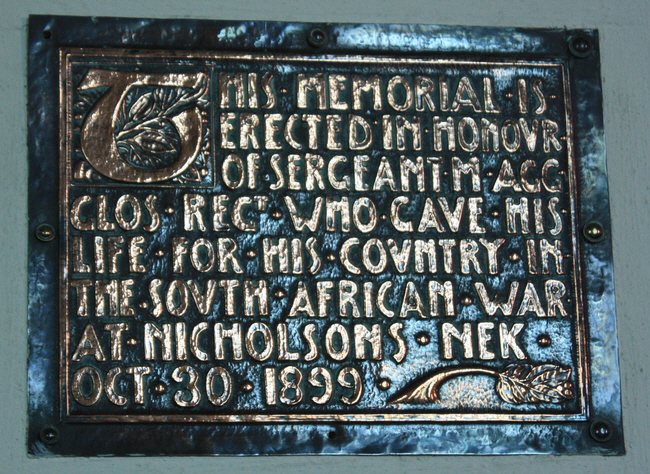 THIS · MEMORIAL · IS
ERECTED · IN · HONOVR
OF SERGEANT · M · AGG
GLOS · REGT · WHO · GAVE · HIS
LIFE · FOR · HIS · COVNTRY · IN
THE · SOVTH · AFRICAN · WAR
AT · NICHOLSONS · NEK ·
OCT · 30 · 1899 ·